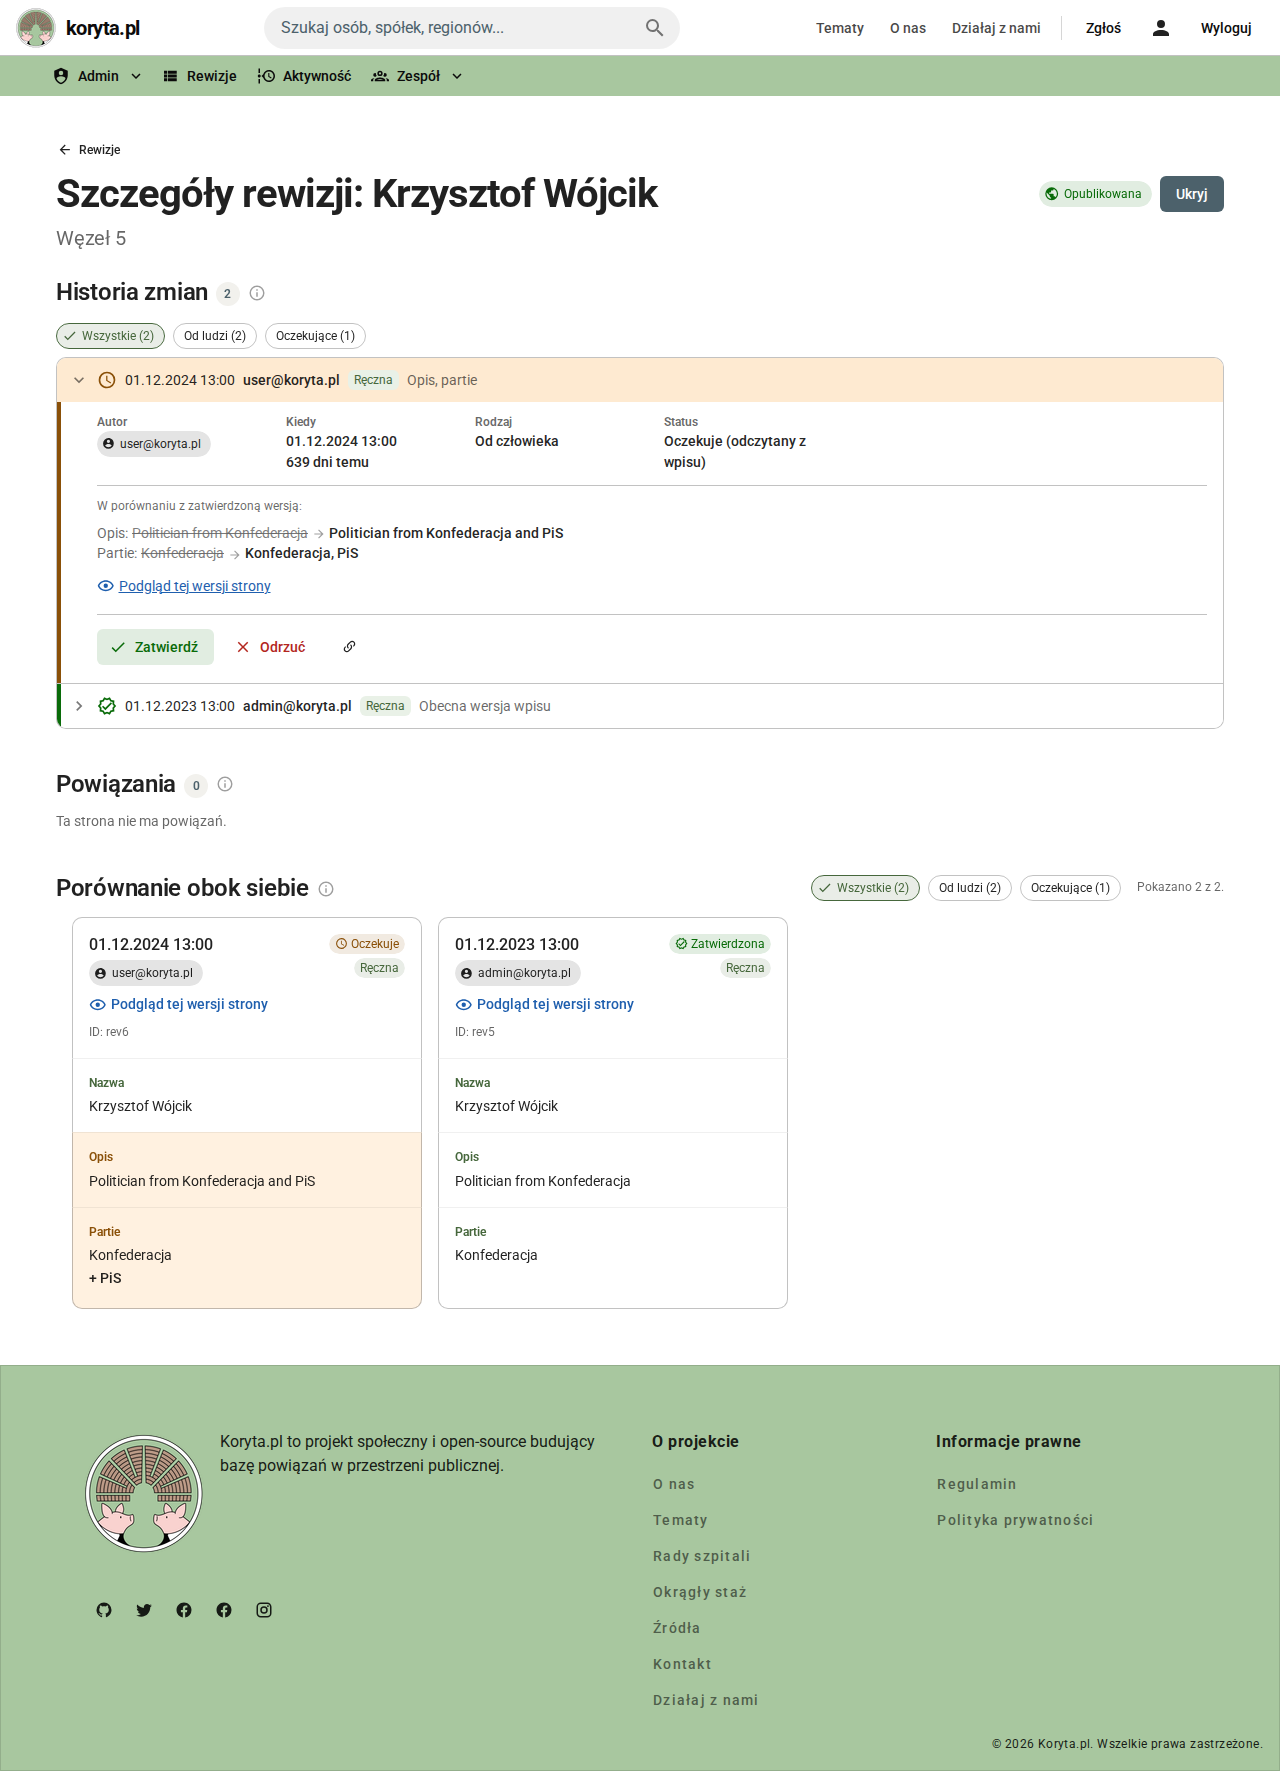 koryta.pl
Szukaj osób, spółek, regionów...
Tematy
O nas
Działaj z nami
Zgłoś
Wyloguj
Admin
Rewizje
Aktywność
Zespół
Rewizje
Szczegóły rewizji: Krzysztof Wójcik
Opublikowana
Ukryj
Węzeł 5
Historia zmian 2
Wszystkie (2)
Od ludzi (2)
Oczekujące (1)
01.12.2024 13:00 user@koryta.pl Ręczna Opis, partie
Autor
Kiedy
Rodzaj
Status
user@koryta.pl
01.12.2024 13:00
639 dni temu
Od człowieka
Oczekuje (odczytany z
wpisu)
W porównaniu z zatwierdzoną wersją:
Opis: Politician from Konfederacja → Politician from Konfederacja and PiS
Partie: Konfederacja → Konfederacja, PiS
Podgląd tej wersji strony
Zatwierdź
Odrzuć
01.12.2023 13:00 admin@koryta.pl Ręczna Obecna wersja wpisu
Powiązania 0
Ta strona nie ma powiązań.
Porównanie obok siebie
Wszystkie (2)
Od ludzi (2)
Oczekujące (1)
Pokazano 2 z 2.
01.12.2024 13:00
Oczekuje
user@koryta.pl
Ręczna
Podgląd tej wersji strony
ID: rev6
Nazwa
Krzysztof Wójcik
Opis
Politician from Konfederacja and PiS
Partie
Konfederacja
+ PiS
01.12.2023 13:00
Zatwierdzona
admin@koryta.pl
Ręczna
Podgląd tej wersji strony
ID: rev5
Nazwa
Krzysztof Wójcik
Opis
Politician from Konfederacja
Partie
Konfederacja
Koryta.pl to projekt społeczny i open-source budujący
bazę powiązań w przestrzeni publicznej.
O projekcie
O nas
Tematy
Rady szpitali
Okrągły staż
Źródła
Kontakt
Działaj z nami
Informacje prawne
Regulamin
Polityka prywatności
© 2026 Koryta.pl. Wszelkie prawa zastrzeżone.